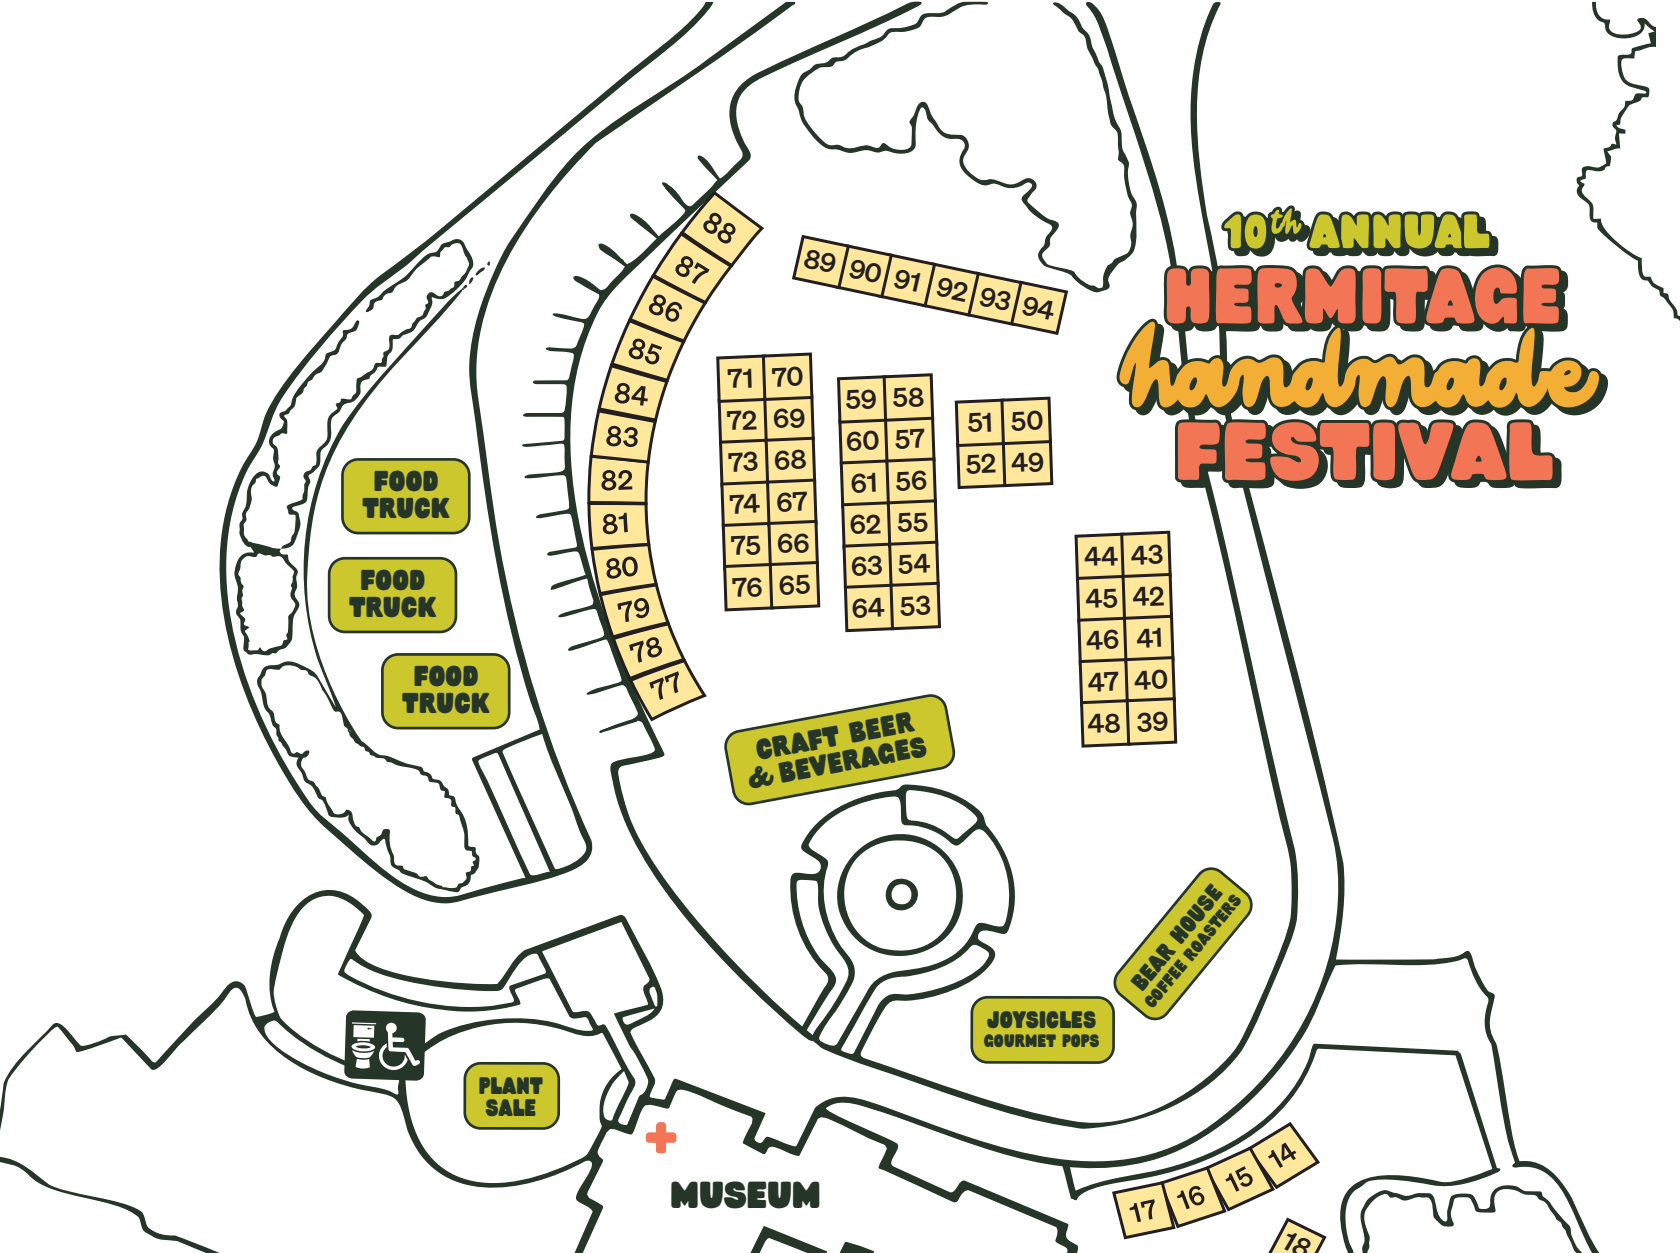 10th ANNUAL
HERMITAGE
handmade
FESTIVAL
88
87
86
85
84
83
82
81
80
79
78
77
89 90 91 92 93 94
71 70
72 69
73 68
74 67
75 66
76 65
59 58
60 57
61 56
62 55
63 54
64 53
51 50
52 49
44 43
45 42
46 41
47 40
48 39
FOOD
TRUCK
FOOD
TRUCK
FOOD
TRUCK
CRAFT BEER
& BEVERAGES
BEAR HOUSE
COFFEE ROASTERS
JOYSICLES
GOURMET POPS
PLANT
SALE
MUSEUM
17 16 15 14
18